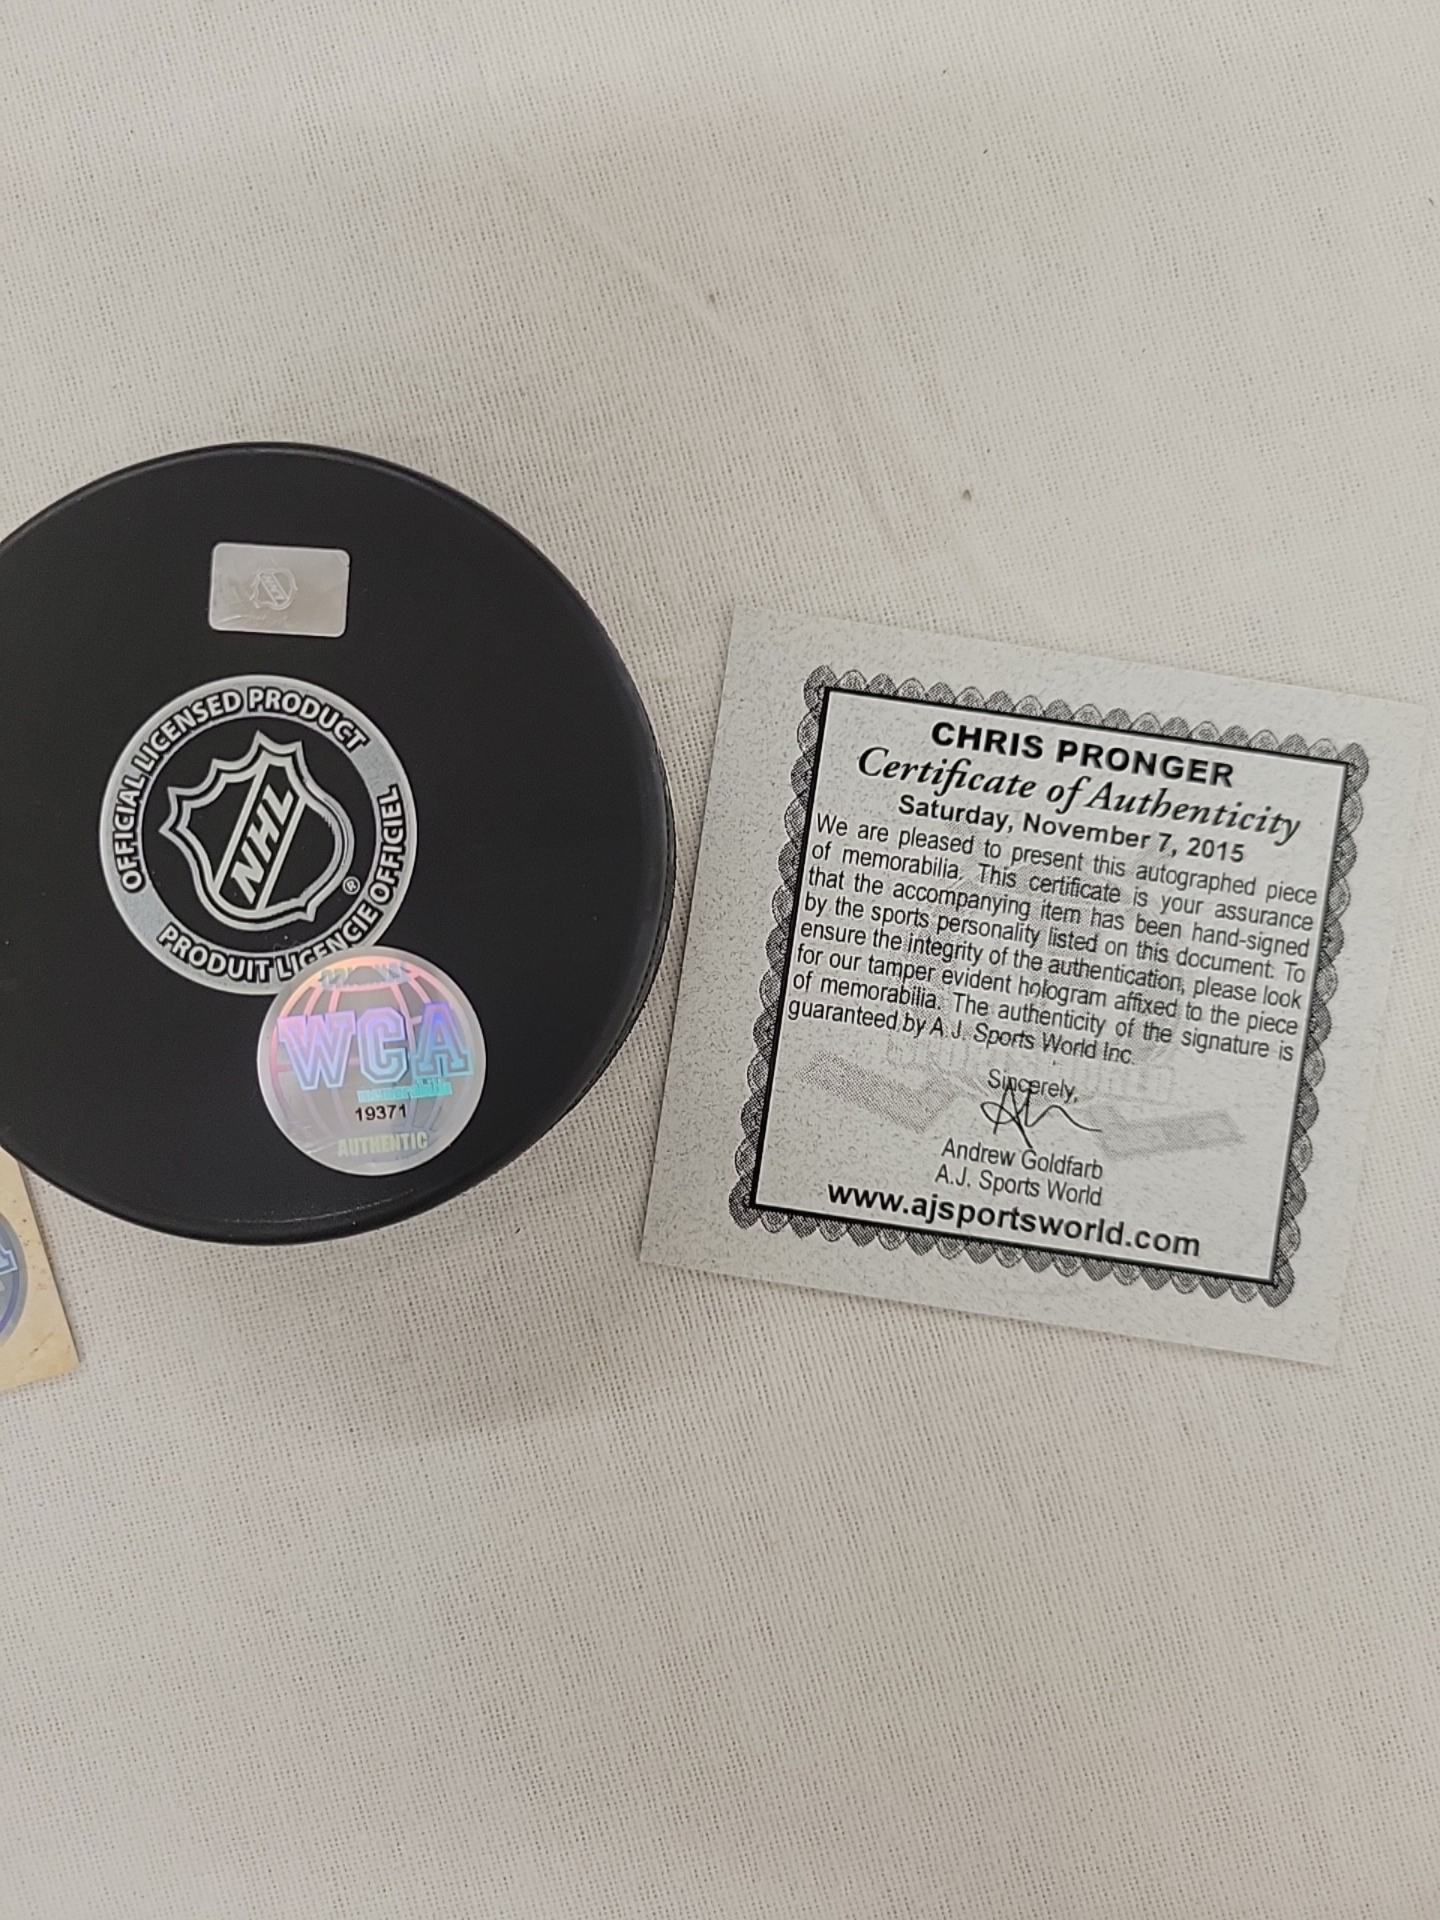 OFFICIAL LICENSED PRODUCT
NHL
®
PRODUIT LICENCIE OFFICIEL
WCA
memorabilia
19371
AUTHENTIC
CHRIS PRONGER
Certificate of Authenticity
Saturday, November 7, 2015
We are pleased to present this autographed piece
of memorabilia. This certificate is your assurance
that the accompanying item has been hand-signed
by the sports personality listed on this document. To
ensure the integrity of the authentication, please look
for our tamper evident hologram affixed to the piece
of memorabilia. The authenticity of the signature is
guaranteed by A.J. Sports World Inc.
Sincerely,
Andrew Goldfarb
A.J. Sports World
www.ajsportsworld.com